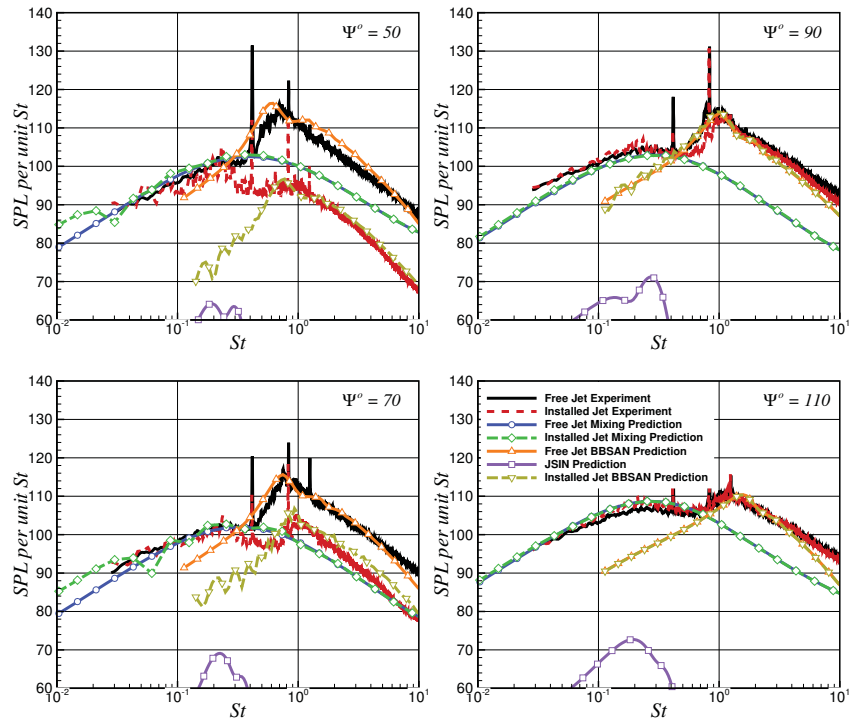 Ψ° = 50
SPL per unit St
140
130
120
110
100
90
80
70
60
10⁻² 10⁻¹ 10⁰ 10¹
St
Ψ° = 90
SPL per unit St
140
130
120
110
100
90
80
70
60
10⁻² 10⁻¹ 10⁰ 10¹
St
Ψ° = 70
SPL per unit St
140
130
120
110
100
90
80
70
60
10⁻² 10⁻¹ 10⁰ 10¹
St
Ψ° = 110
SPL per unit St
140
130
120
110
100
90
80
70
60
10⁻² 10⁻¹ 10⁰ 10¹
St
Free Jet Experiment
Installed Jet Experiment
Free Jet Mixing Prediction
Installed Jet Mixing Prediction
Free Jet BBSAN Prediction
JSIN Prediction
Installed Jet BBSAN Prediction